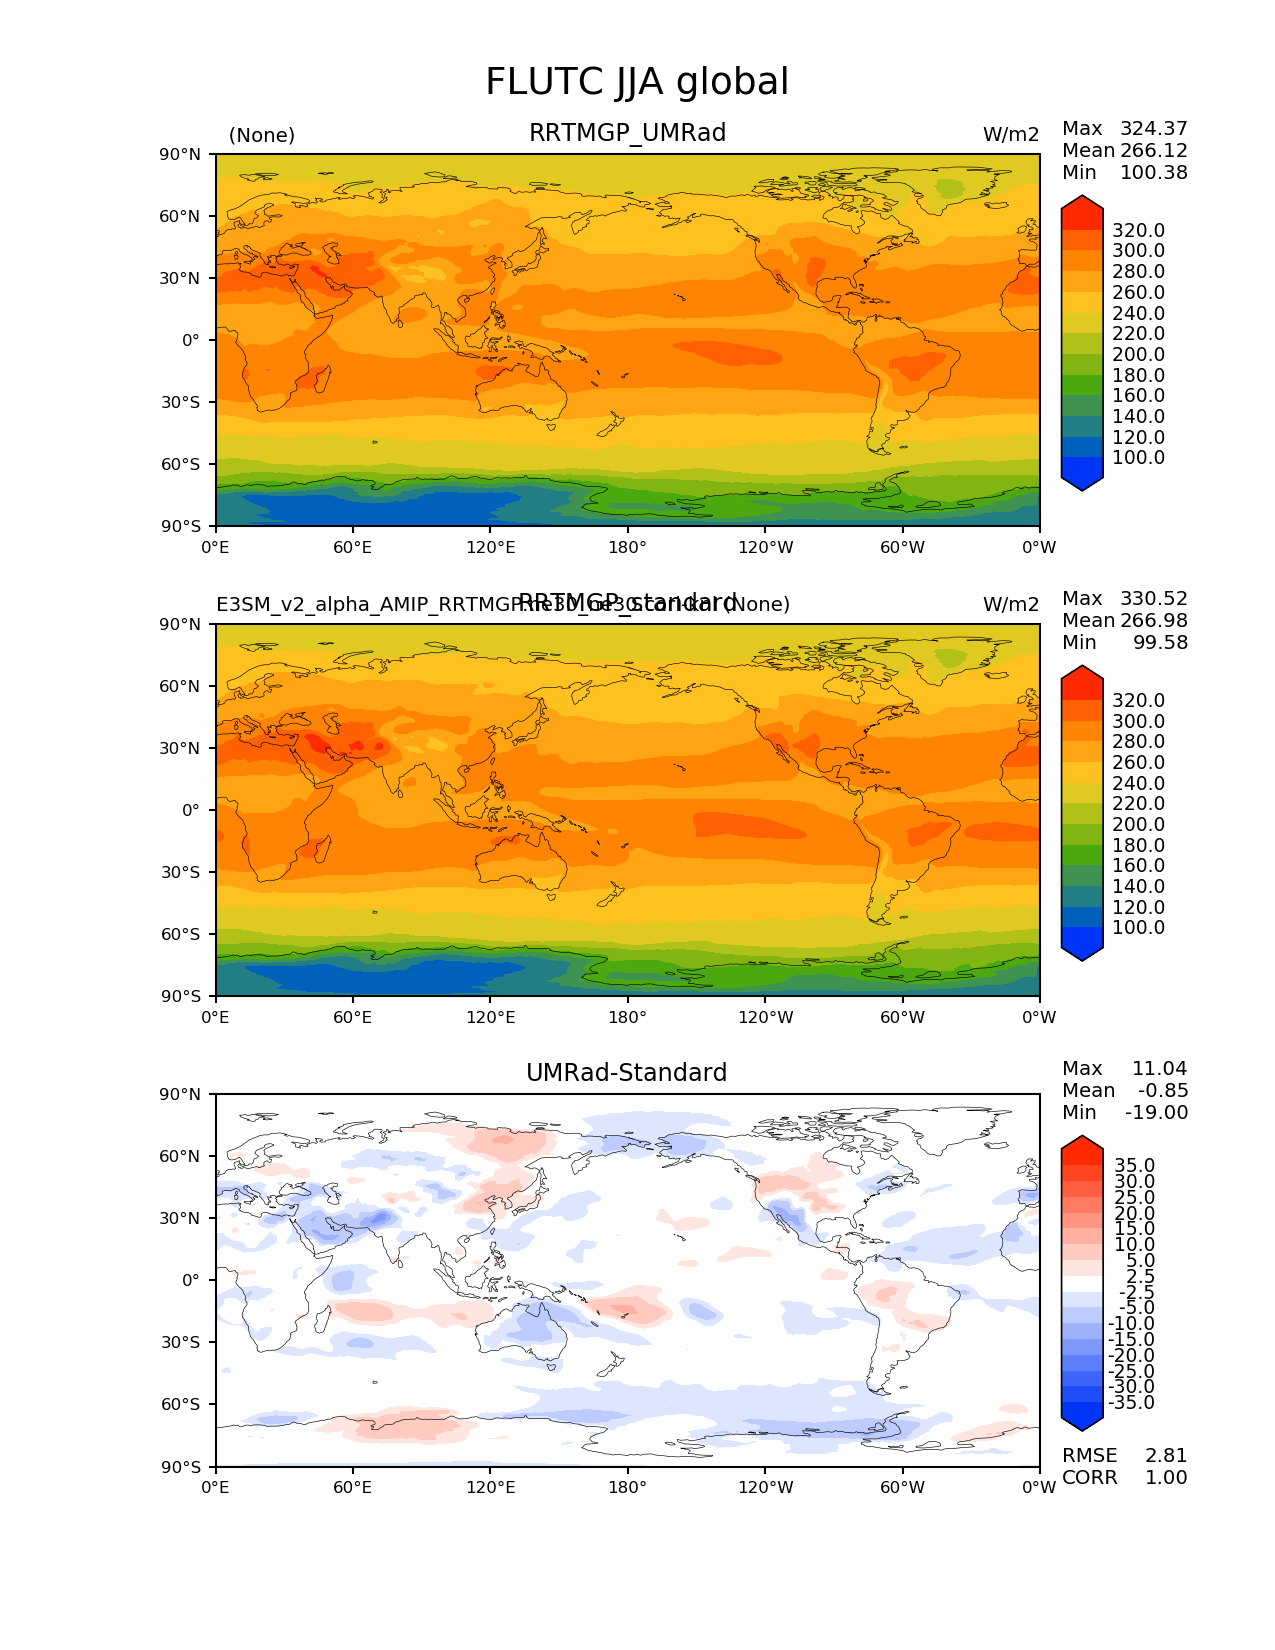 FLUTC JJA global
(None) RRTMGP_UMRad W/m2
Max 324.37
Mean 266.12
Min 100.38
90°N
60°N
30°N
0°
30°S
60°S
90°S
0°E 60°E 120°E 180° 120°W 60°W 0°W
320.0
300.0
280.0
260.0
240.0
220.0
200.0
180.0
160.0
140.0
120.0
100.0
E3SM_v2_alpha_AMIP_RRTMGP (None) RRTMGP_standard W/m2
Max 330.52
Mean 266.98
Min 99.58
90°N
60°N
30°N
0°
30°S
60°S
90°S
0°E 60°E 120°E 180° 120°W 60°W 0°W
320.0
300.0
280.0
260.0
240.0
220.0
200.0
180.0
160.0
140.0
120.0
100.0
UMRad-Standard
Max 11.04
Mean -0.85
Min -19.00
90°N
60°N
30°N
0°
30°S
60°S
90°S
0°E 60°E 120°E 180° 120°W 60°W 0°W
35.0
30.0
25.0
20.0
15.0
10.0
5.0
2.5
-2.5
-5.0
-10.0
-15.0
-20.0
-25.0
-30.0
-35.0
RMSE 2.81
CORR 1.00